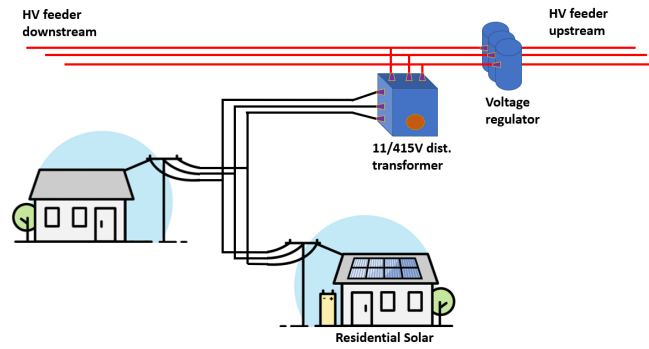 HV feeder
downstream
HV feeder
upstream
Voltage
regulator
11/415V dist.
transformer
Residential Solar